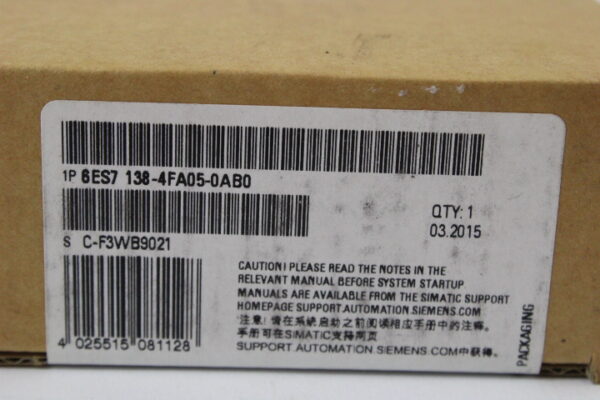 1P 6ES7 138-4FA05-0AB0
QTY: 1
S C-F3WB9021
03.2015
CAUTION! PLEASE READ THE NOTES IN THE
RELEVANT MANUAL BEFORE SYSTEM STARTUP
MANUALS ARE AVAILABLE FROM THE SIMATIC SUPPORT
HOMEPAGE SUPPORT.AUTOMATION.SIEMENS.COM
注意! 请在系统启动之前阅读相应手册中的注释。
手册可在SIMATIC支持网页
SUPPORT AUTOMATION SIEMENS.COM中获得。
4 025515 081128
PACKAGING